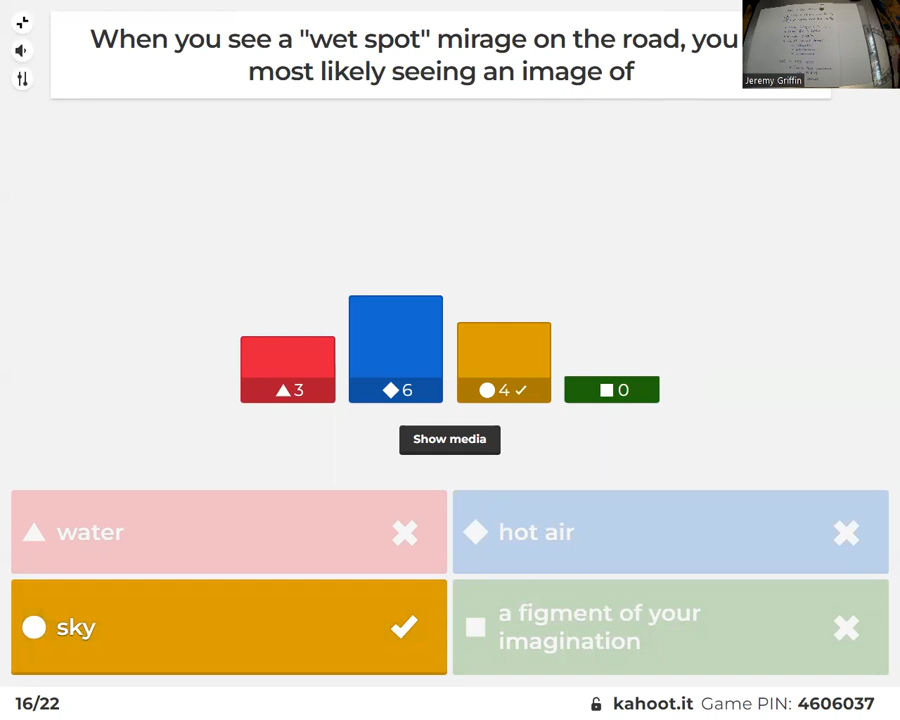 When you see a "wet spot" mirage on the road, you
most likely seeing an image of
Jeremy Griffin
3
6
4
0
Show media
water
hot air
sky
a figment of your
imagination
16/22
kahoot.it Game PIN: 4606037